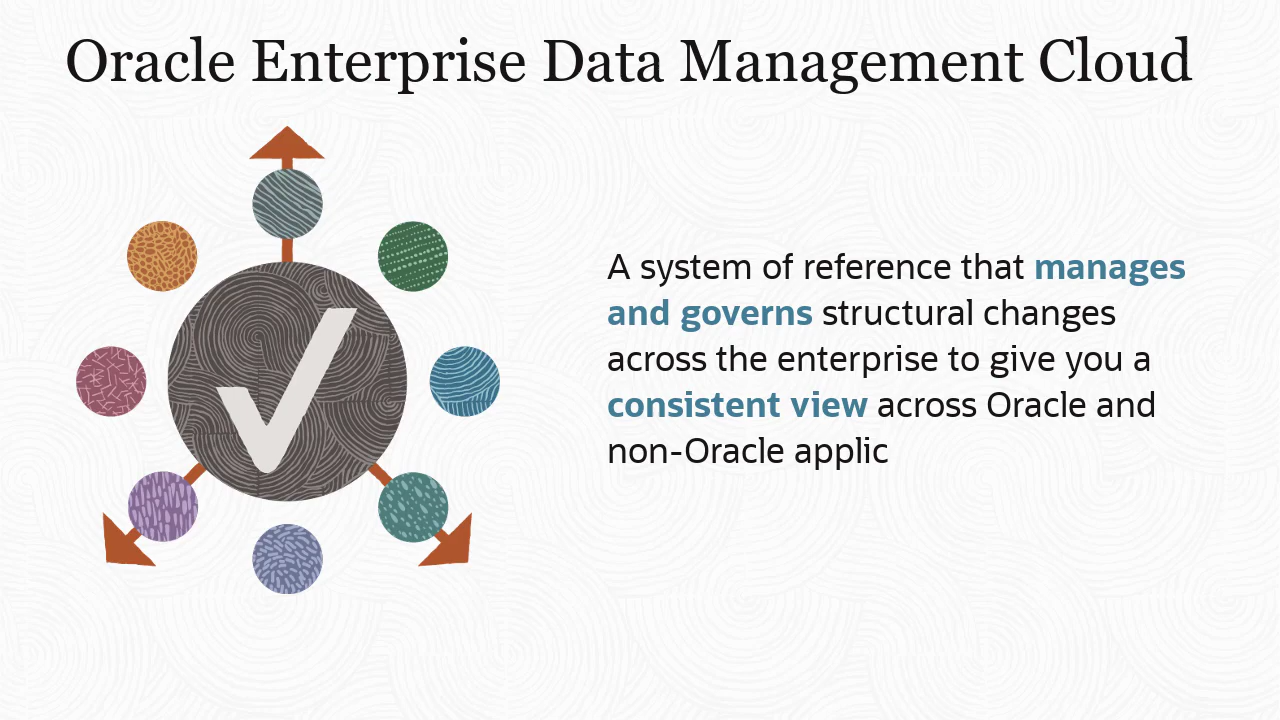 Oracle Enterprise Data Management Cloud
A system of reference that manages
and governs structural changes
across the enterprise to give you a
consistent view across Oracle and
non-Oracle applic